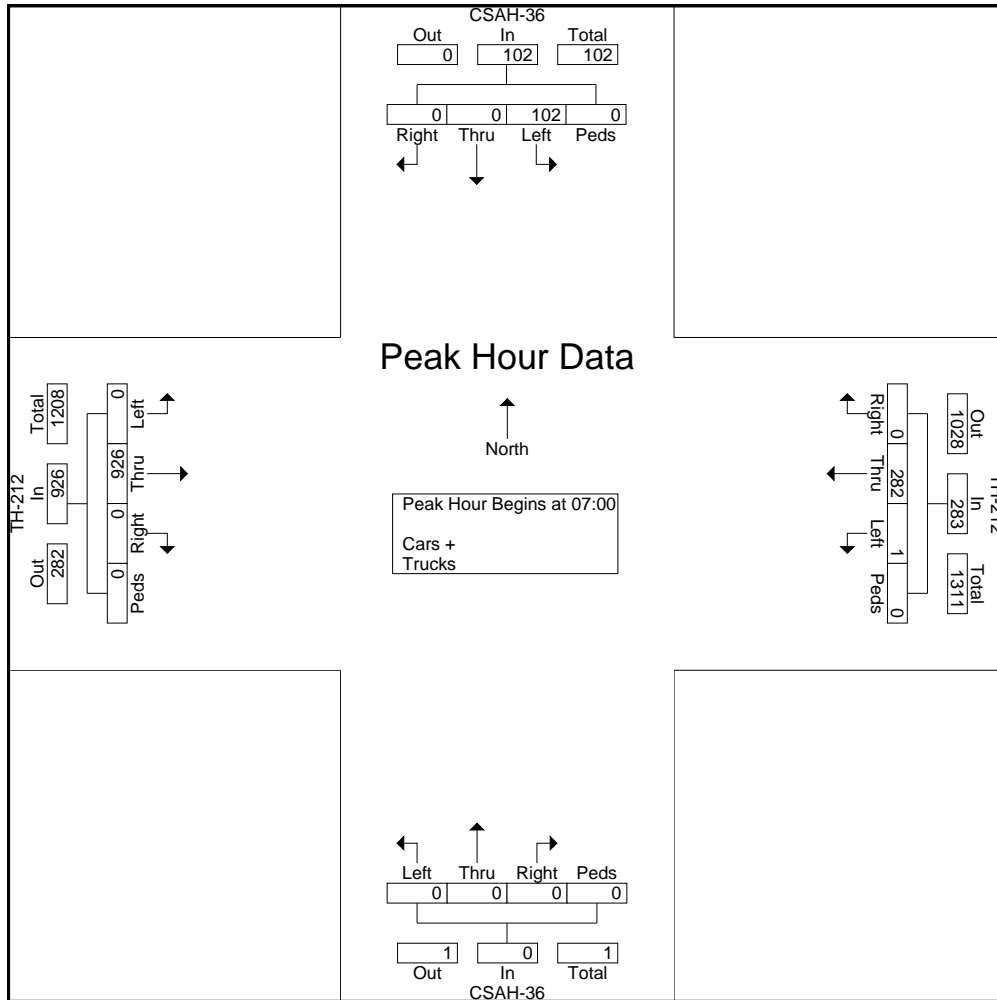 CSAH-36
Out In Total
0 102 102
0 0 102 0
Right Thru Left Peds
Peak Hour Data
North
Peak Hour Begins at 07:00
Cars +
Trucks
TH-212
Out In Total
282 926 1208
0 926 0 0
Left Thru Right Peds
TH-212
Out In Total
1028 283 1311
0 282 1 0
Right Thru Left Peds
Left Thru Right Peds
0 0 0 0
1 0 1
Out In Total
CSAH-36